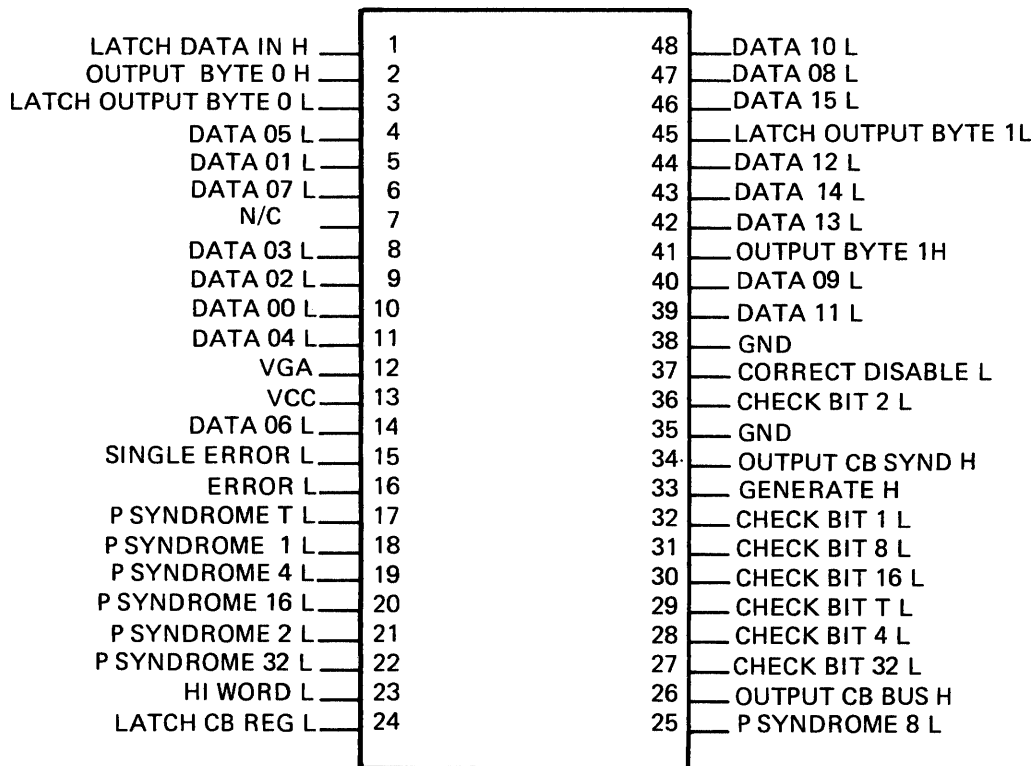 LATCH DATA IN H 1 48 DATA 10 L
OUTPUT BYTE 0 H 2 47 DATA 08 L
LATCH OUTPUT BYTE 0 L 3 46 DATA 15 L
DATA 05 L 4 45 LATCH OUTPUT BYTE 1L
DATA 01 L 5 44 DATA 12 L
DATA 07 L 6 43 DATA 14 L
N/C 7 42 DATA 13 L
DATA 03 L 8 41 OUTPUT BYTE 1H
DATA 02 L 9 40 DATA 09 L
DATA 00 L 10 39 DATA 11 L
DATA 04 L 11 38 GND
VGA 12 37 CORRECT DISABLE L
VCC 13 36 CHECK BIT 2 L
DATA 06 L 14 35 GND
SINGLE ERROR L 15 34 OUTPUT CB SYND H
ERROR L 16 33 GENERATE H
P SYNDROME T L 17 32 CHECK BIT 1 L
P SYNDROME 1 L 18 31 CHECK BIT 8 L
P SYNDROME 4 L 19 30 CHECK BIT 16 L
P SYNDROME 16 L 20 29 CHECK BIT T L
P SYNDROME 2 L 21 28 CHECK BIT 4 L
P SYNDROME 32 L 22 27 CHECK BIT 32 L
HI WORD L 23 26 OUTPUT CB BUS H
LATCH CB REG L 24 25 P SYNDROME 8 L